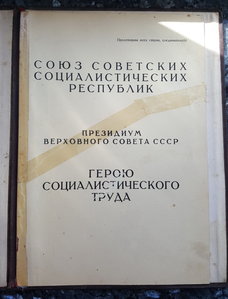 Пролетарии всех стран, соединяйтесь!
СОЮЗ СОВЕТСКИХ
СОЦИАЛИСТИЧЕСКИХ
РЕСПУБЛИК
ПРЕЗИДИУМ
ВЕРХОВНОГО СОВЕТА СССР
ГЕРОЮ
СОЦИАЛИСТИЧЕСКОГО
ТРУДА